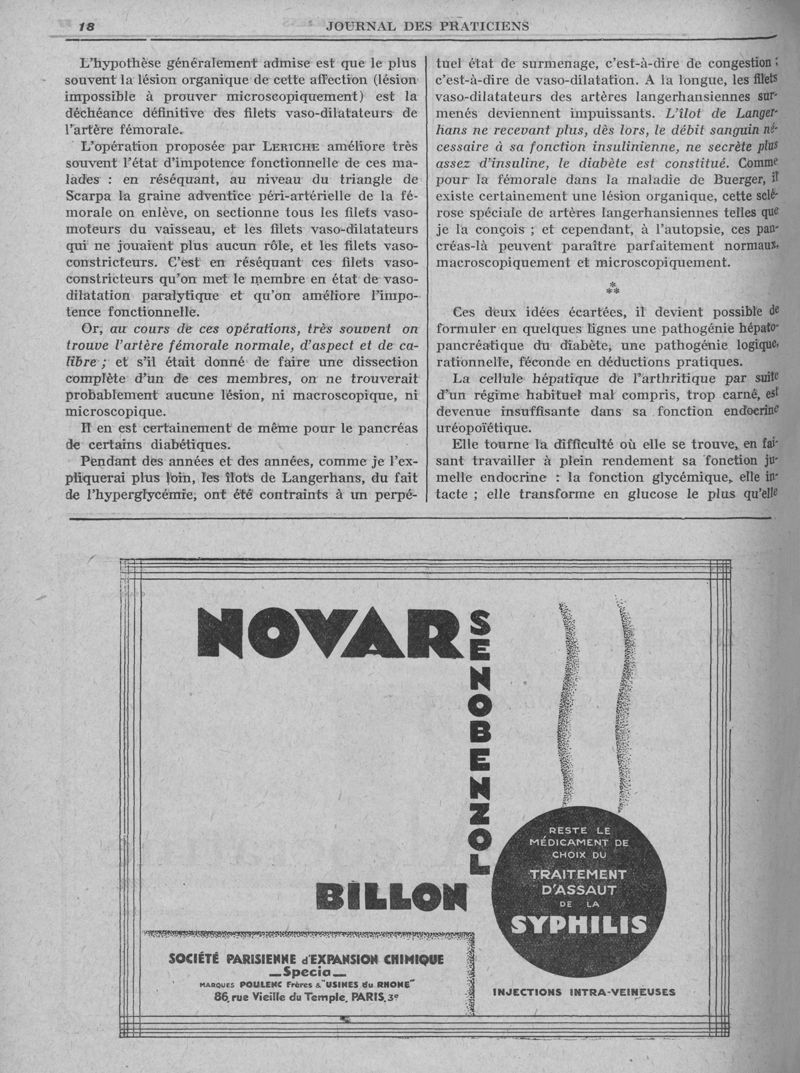 18
JOURNAL DES PRATICIENS
L'hypothèse généralement admise est que le plus
souvent la lésion organique de cette affection (lésion
impossible à prouver microscopiquement) est la
déchéance définitive des filets vaso-dilatateurs de
l'artère fémorale.
L'opération proposée par LERICHE améliore très
souvent l'état d'impotence fonctionnelle de ces ma-
lades : en réséquant, au niveau du triangle de
Scarpa la graine adventice péri-artérielle de la fé-
morale on enlève, on sectionne tous les filets vaso-
moteurs du vaisseau, et les filets vaso-dilatateurs
qui ne jouaient plus aucun rôle, et les filets vaso-
constricteurs. C'est en réséquant ces filets vaso-
constricteurs qu'on met le membre en état de vaso-
dilatation paralytique et qu'on améliore l'impo-
tence fonctionnelle.
Or, au cours de ces opérations, très souvent on
trouve l'artère fémorale normale, d'aspect et de ca-
libre ; et s'il était donné de faire une dissection
complète d'un de ces membres, on ne trouverait
probablement aucune lésion, ni macroscopique, ni
microscopique.
Il en est certainement de même pour le pancréas
de certains diabétiques.
Pendant des années et des années, comme je l'ex-
pliquerai plus loin, les îlots de Langerhans, du fait
de l'hyperglycémie, ont été contraints à un perpé-
tuel état de surmenage, c'est-à-dire de congestion ;
c'est-à-dire de vaso-dilatation. A la longue, les filets
vaso-dilatateurs des artères langerhansiennes sur-
menés deviennent impuissants. L'îlot de Langer-
hans ne recevant plus, dès lors, le débit sanguin né-
cessaire à sa fonction insulinienne, ne secrète plus
assez d'insuline, le diabète est constitué. Comme
pour la fémorale dans la maladie de Buerger, il
existe certainement une lésion organique, cette sclé-
rose spéciale de artères langerhansiennes telles que
je la conçois ; et cependant, à l'autopsie, ces pan-
créas-là peuvent paraître parfaitement normaux,
macroscopiquement et microscopiquement.
*
**
Ces deux idées écartées, il devient possible de
formuler en quelques lignes une pathogénie hépato-
pancréatique du diabète, une pathogénie logique,
rationnelle, féconde en déductions pratiques.
La cellule hépatique de l'arthritique par suite
d'un régime habituel mal compris, trop carné, est
devenue insuffisante dans sa fonction endocrine
uréopoïétique.
Elle tourne la difficulté où elle se trouve, en fai-
sant travailler à plein rendement sa fonction ju-
melle endocrine : la fonction glycémique, elle in-
tacte ; elle transforme en glucose le plus qu'elle
NOVARSENOBENZOL
BILLON
RESTE LE
MÉDICAMENT DE
CHOIX DU
TRAITEMENT
D'ASSAUT
DE LA
SYPHILIS
SOCIÉTÉ PARISIENNE d'EXPANSION CHIMIQUE
_Specia_
MARQUES POULENC Frères & "USINES du RHONE"
86, rue Vieille du Temple, PARIS, 3e
INJECTIONS INTRA-VEINEUSES